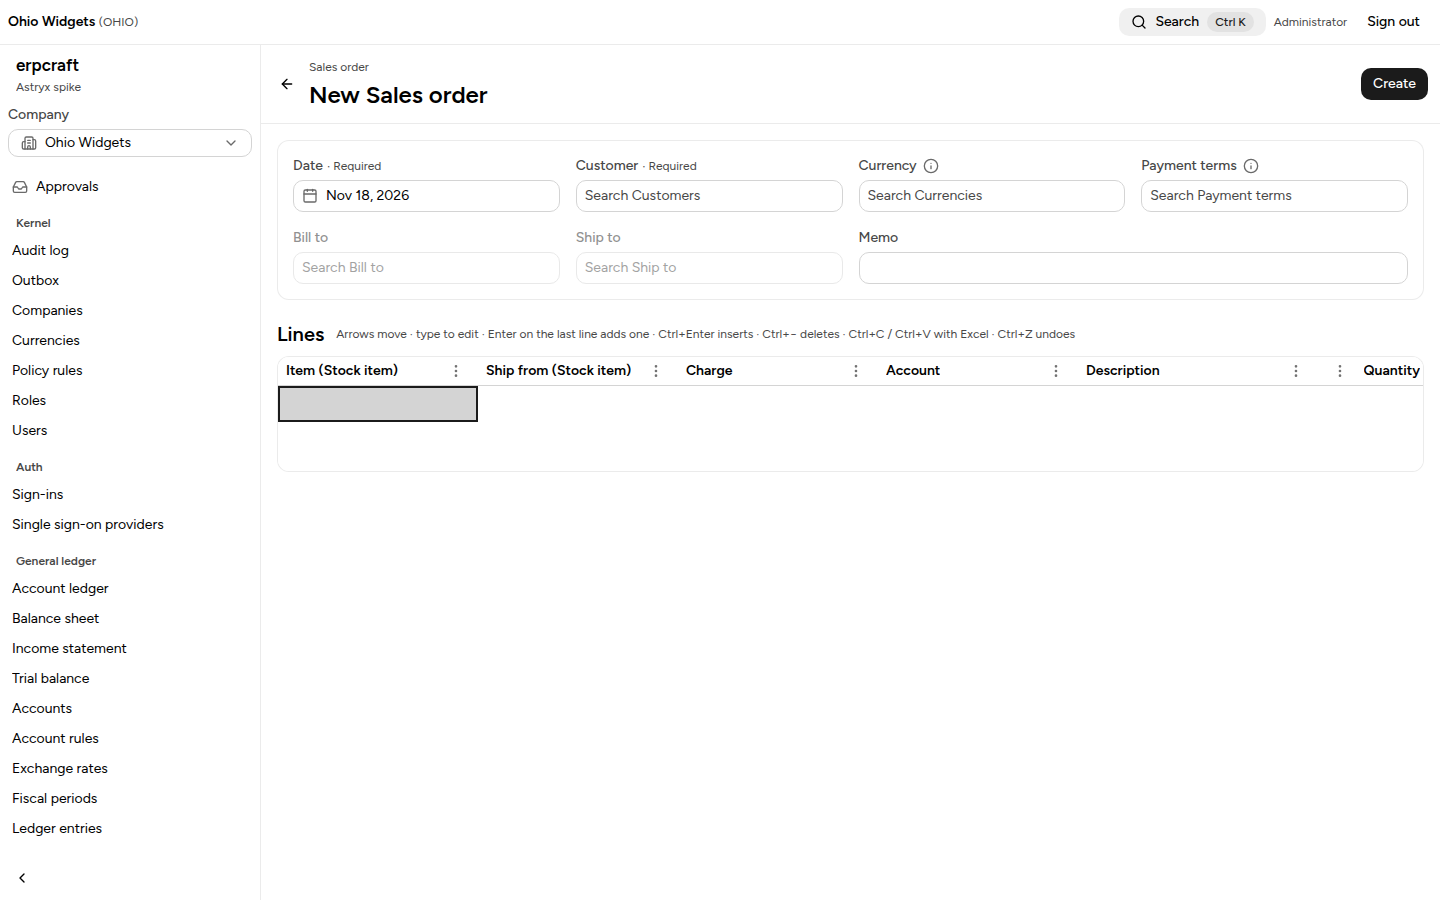 Ohio Widgets (OHIO)
Search Ctrl K
Administrator
Sign out
erpcraft
Astryx spike
Company
Ohio Widgets
Approvals
Kernel
Audit log
Outbox
Companies
Currencies
Policy rules
Roles
Users
Auth
Sign-ins
Single sign-on providers
General ledger
Account ledger
Balance sheet
Income statement
Trial balance
Accounts
Account rules
Exchange rates
Fiscal periods
Ledger entries
Sales order
New Sales order
Create
Date · Required
Customer · Required
Currency
Payment terms
Nov 18, 2026
Search Customers
Search Currencies
Search Payment terms
Bill to
Ship to
Memo
Search Bill to
Search Ship to
Lines Arrows move · type to edit · Enter on the last line adds one · Ctrl+Enter inserts · Ctrl+− deletes · Ctrl+C / Ctrl+V with Excel · Ctrl+Z undoes
Item (Stock item)
Ship from (Stock item)
Charge
Account
Description
Quantity